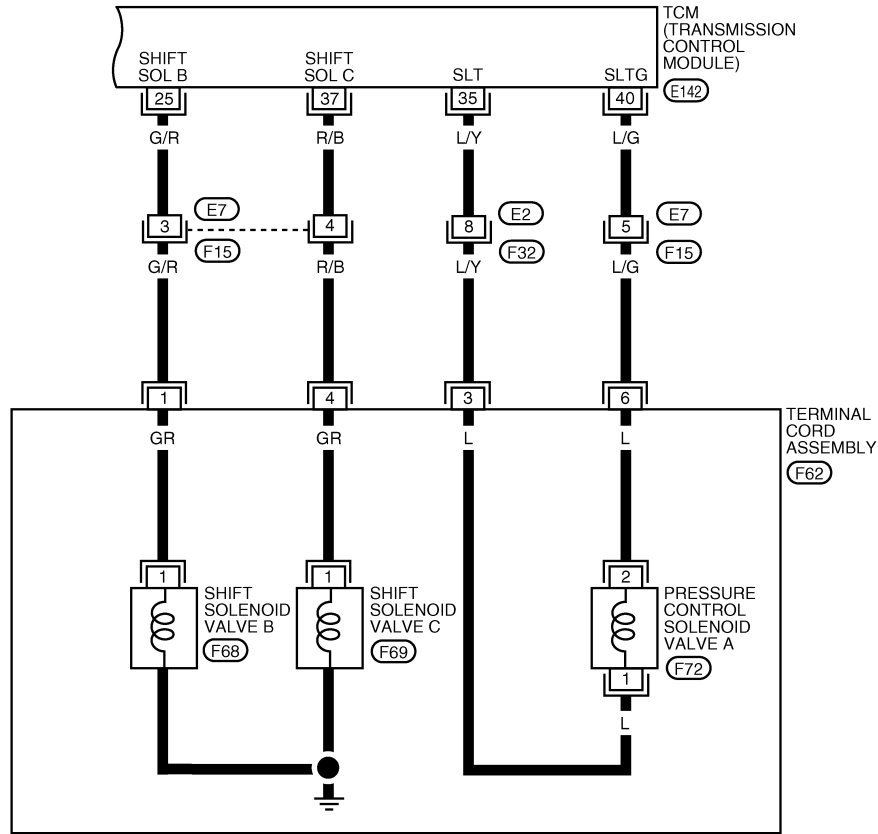 TCM
(TRANSMISSION
CONTROL
MODULE)
E142
SHIFT
SOL B
SHIFT
SOL C
SLT
SLTG
25
37
35
40
G/R
R/B
L/Y
L/G
3
E7
F15
4
8
E2
F32
5
E7
F15
G/R
R/B
L/Y
L/G
1
4
3
6
TERMINAL
CORD
ASSEMBLY
F62
GR
GR
L
L
1
SHIFT
SOLENOID
VALVE B
F68
1
SHIFT
SOLENOID
VALVE C
F69
2
PRESSURE
CONTROL
SOLENOID
VALVE A
F72
1
L